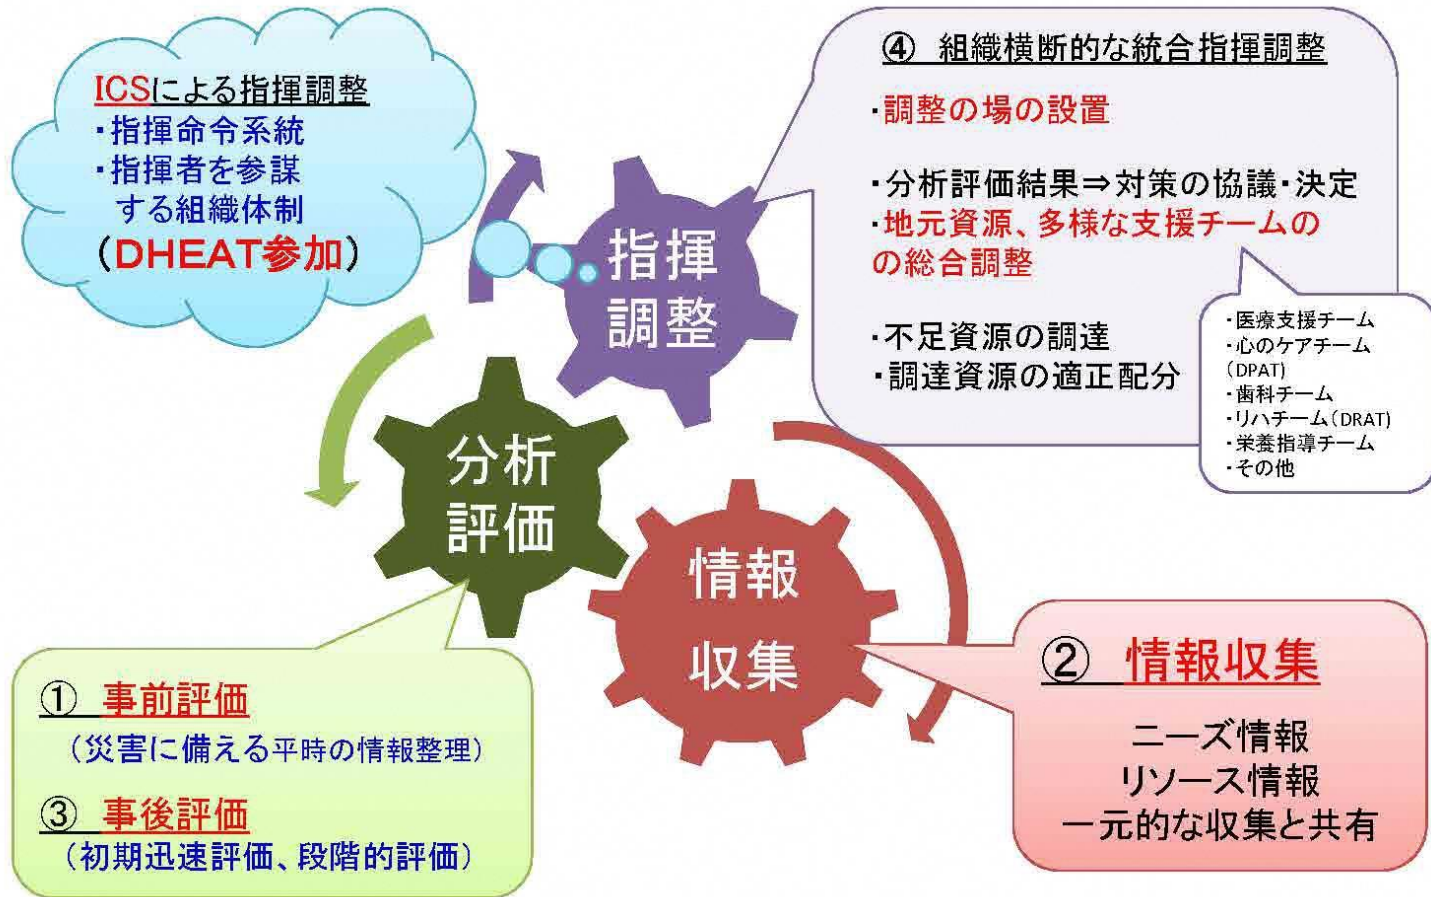 ICSによる指揮調整
・指揮命令系統
・指揮者を参謀
する組織体制
(DHEAT参加)
④ 組織横断的な統合指揮調整
・調整の場の設置
・分析評価結果⇒対策の協議・決定
・地元資源、多様な支援チームの
の総合調整
・不足資源の調達
・調達資源の適正配分
・医療支援チーム
・心のケアチーム
(DPAT)
・歯科チーム
・リハチーム(DRAT)
・栄養指導チーム
・その他
指揮
調整
分析
評価
情報
収集
① 事前評価
(災害に備える平時の情報整理)
③ 事後評価
(初期迅速評価、段階的評価)
② 情報収集
ニーズ情報
リソース情報
一元的な収集と共有